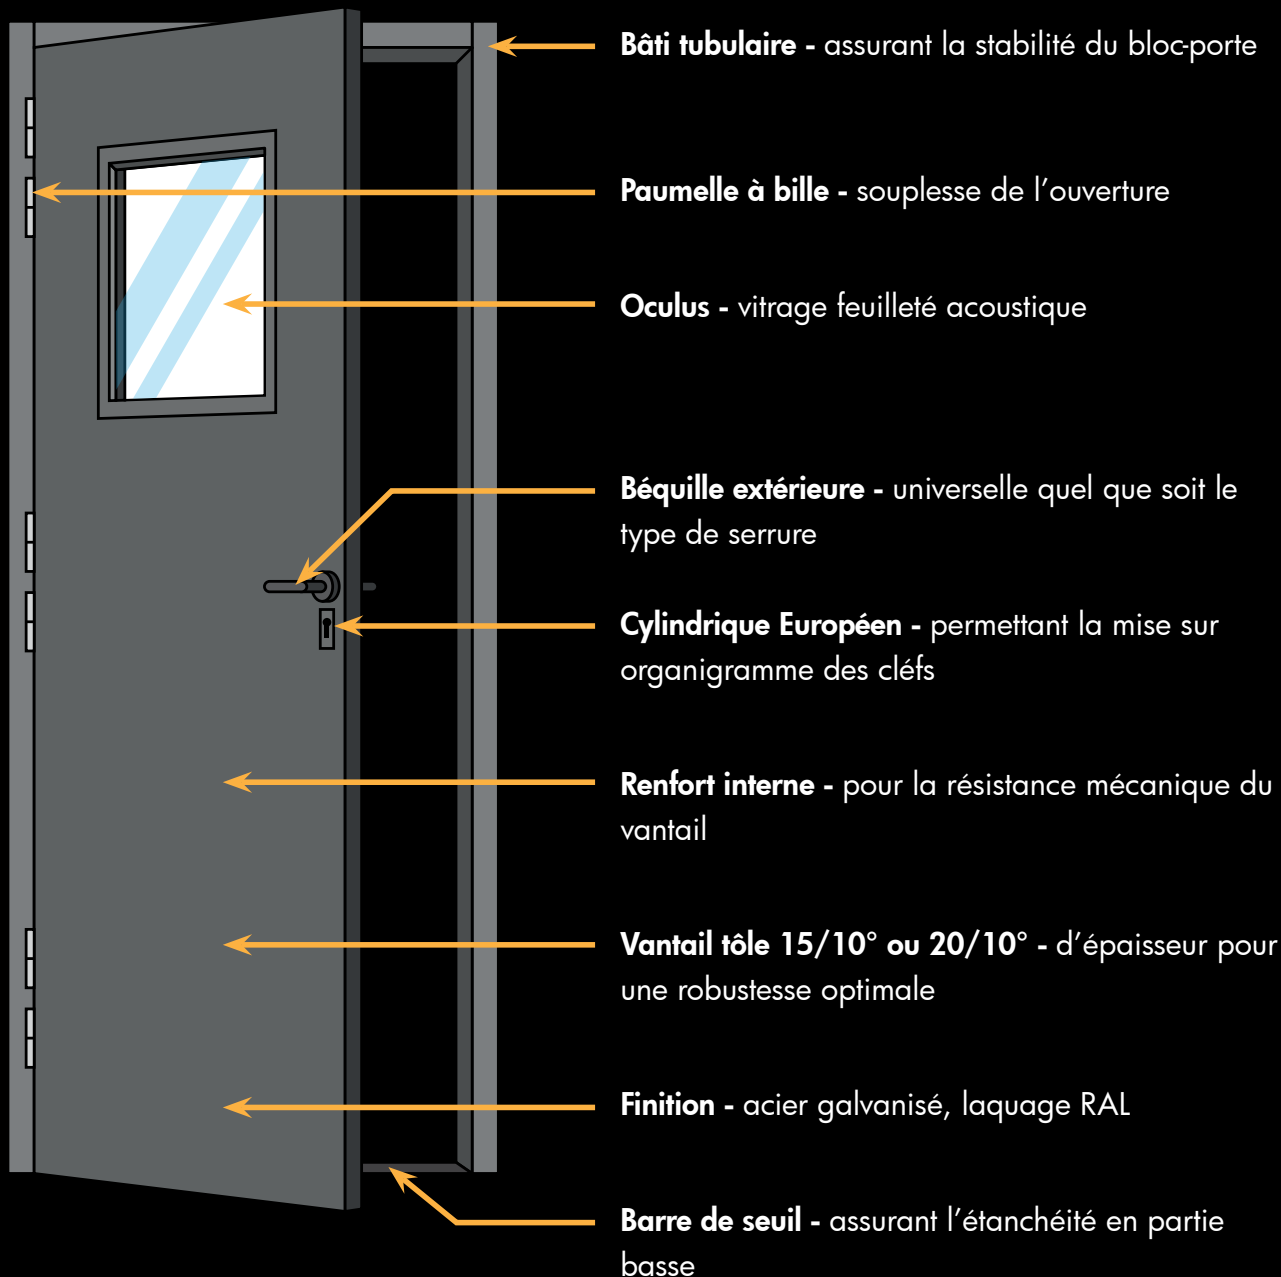 Bâti tubulaire - assurant la stabilité du bloc-porte
Paumelle à bille - souplesse de l’ouverture
Oculus - vitrage feuilleté acoustique
Béquille extérieure - universelle quel que soit le
type de serrure
Cylindrique Européen - permettant la mise sur
organigramme des cléfs
Renfort interne - pour la résistance mécanique du
vantail
Vantail tôle 15/10° ou 20/10° - d’épaisseur pour
une robustesse optimale
Finition - acier galvanisé, laquage RAL
Barre de seuil - assurant l’étanchéité en partie
basse